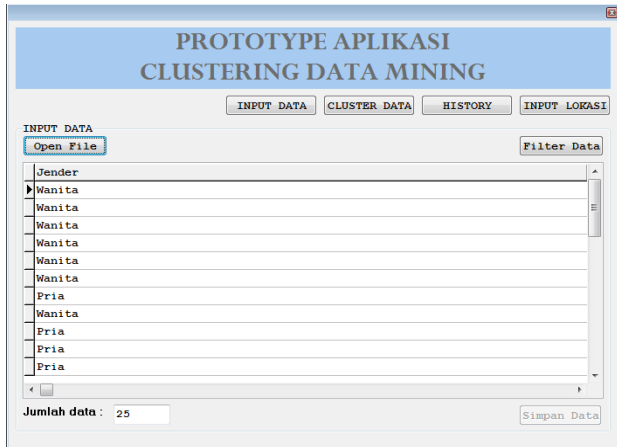 PROTOTYPE APLIKASI
CLUSTERING DATA MINING
INPUT DATA CLUSTER DATA HISTORY INPUT LOKASI
INPUT DATA
Open File Filter Data
Jender
Wanita
Wanita
Wanita
Wanita
Wanita
Wanita
Pria
Wanita
Pria
Pria
Pria
Jumlah data : 25
Simpan Data